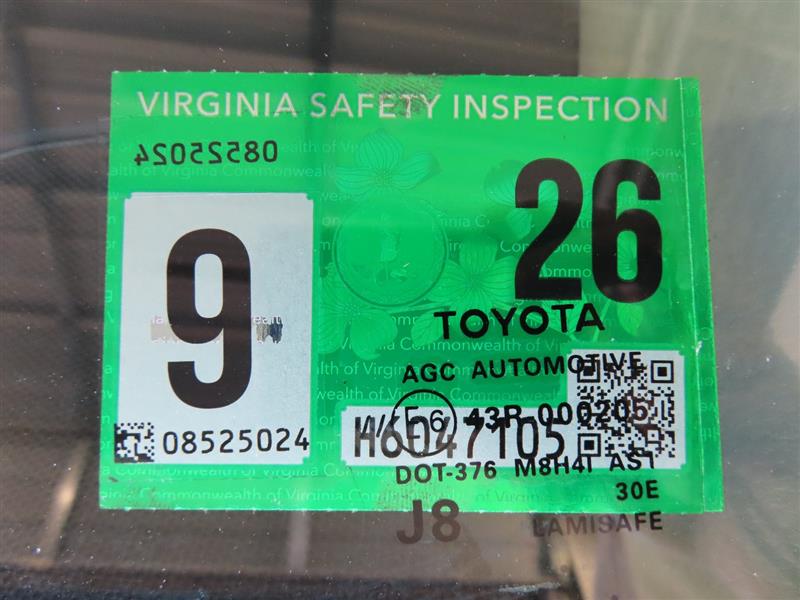 VIRGINIA SAFETY INSPECTION
08525024
26
9
TOYOTA
AGC AUTOMOTIVE
43R-000205
H6047105
08525024
DOT-376 M8H41 AS1
30E
J8
LAMISAFE